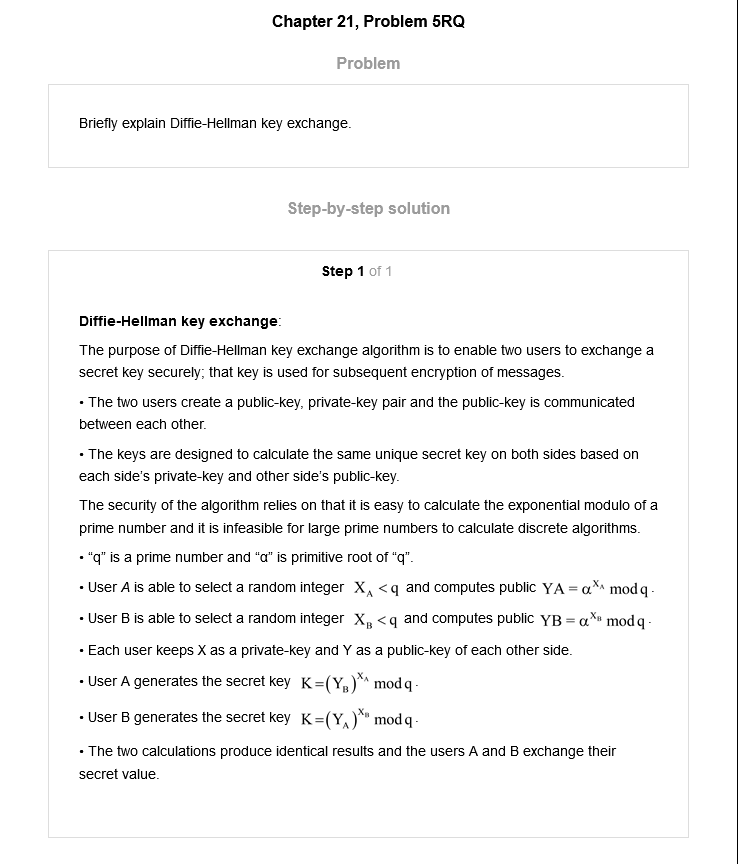 Chapter 21, Problem 5RQ
Problem
Briefly explain Diffie-Hellman key exchange.
Step-by-step solution
Step 1 of 1
Diffie-Hellman key exchange:
The purpose of Diffie-Hellman key exchange algorithm is to enable two users to exchange a
secret key securely; that key is used for subsequent encryption of messages.
• The two users create a public-key, private-key pair and the public-key is communicated
between each other.
• The keys are designed to calculate the same unique secret key on both sides based on
each side's private-key and other side's public-key.
The security of the algorithm relies on that it is easy to calculate the exponential modulo of a
prime number and it is infeasible for large prime numbers to calculate discrete algorithms.
• “q” is a prime number and “α” is primitive root of “q”.
• User A is able to select a random integer X_A < q and computes public YA = α^{X_A} mod q.
• User B is able to select a random integer X_B < q and computes public YB = α^{X_B} mod q.
• Each user keeps X as a private-key and Y as a public-key of each other side.
• User A generates the secret key K=(Y_B)^{X_A} mod q.
• User B generates the secret key K=(Y_A)^{X_B} mod q.
• The two calculations produce identical results and the users A and B exchange their
secret value.